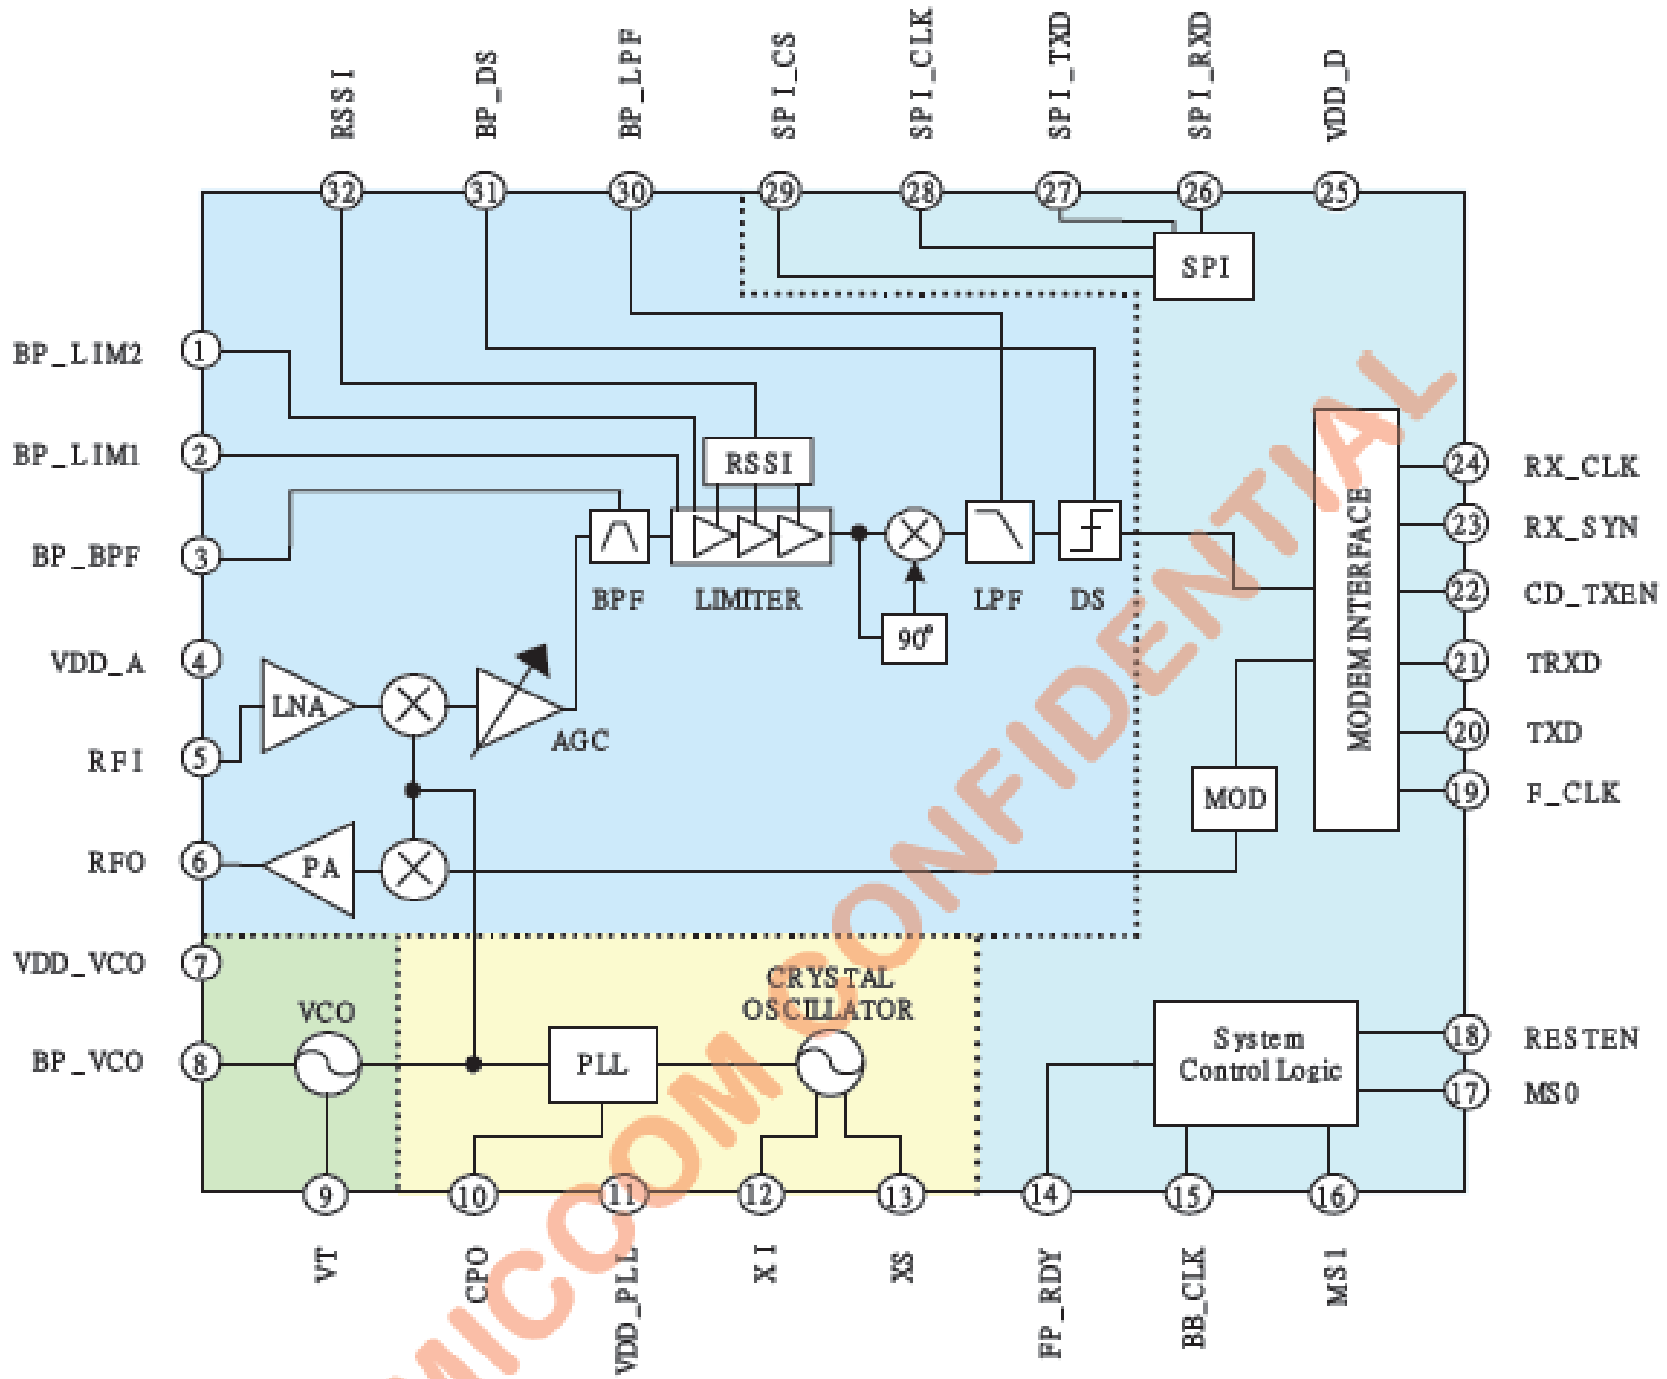 RSSI
BP_DS
BP_LPF
SPI_CS
SPI_CLK
SPI_TXD
SPI_RXD
VDD_D
32
31
30
29
28
27
26
25
SPI
BP_LIM2
1
BP_LIM1
2
RSSI
24
RX_CLK
23
RX_SYN
BP_BPF
3
BPF
LIMITER
LPF
DS
22
CD_TXEN
90°
MODEM INTERFACE
VDD_A
4
21
TRXD
LNA
AGC
20
TXD
RFI
5
MOD
19
F_CLK
RFO
6
PA
VDD_VCO
7
CRYSTAL
OSCILLATOR
VCO
BP_VCO
8
PLL
System
Control Logic
18
RESTEN
17
MS0
9
10
11
12
13
14
15
16
VT
CPO
VDD_PLL
XI
XS
FP_RDY
BB_CLK
MS1
MICCOM CONFIDENTIAL